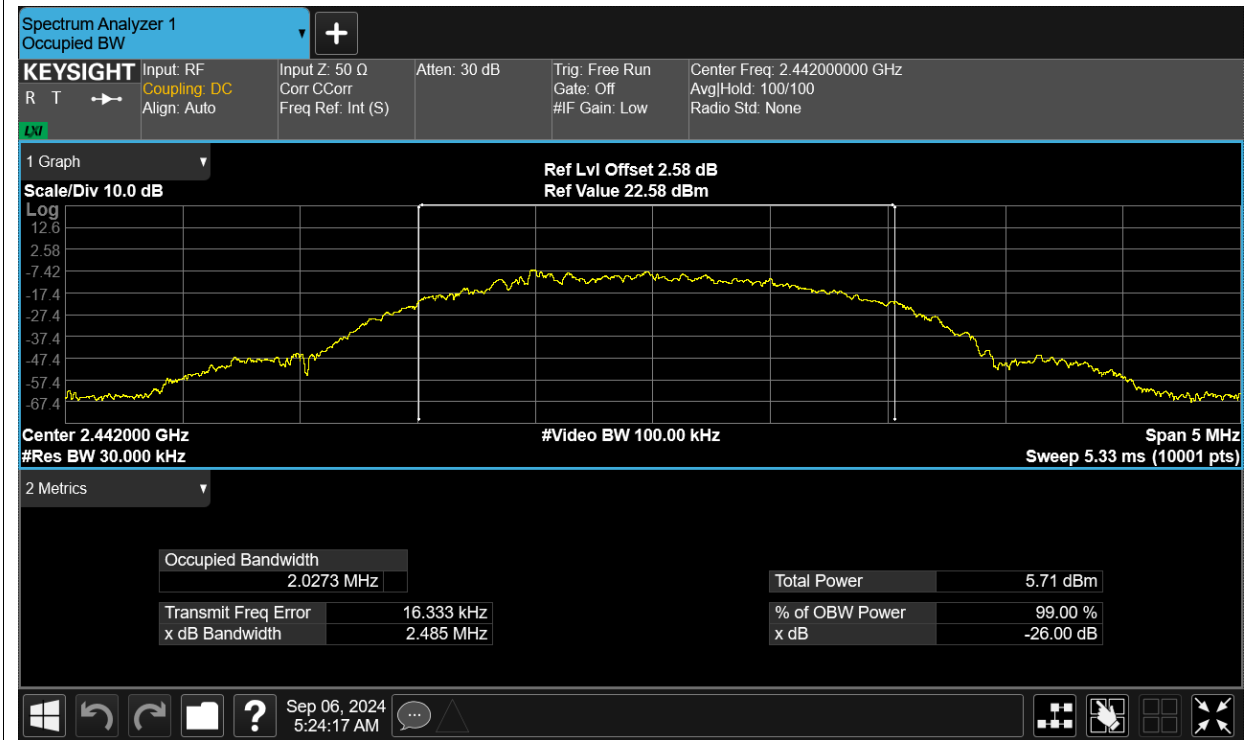 Spectrum Analyzer 1
Occupied BW
KEYSIGHT
R T
LXI
Input: RF
Coupling: DC
Align: Auto
Input Z: 50 Ω
Corr CCorr
Freq Ref: Int (S)
Atten: 30 dB
Trig: Free Run
Gate: Off
#IF Gain: Low
Center Freq: 2.442000000 GHz
Avg|Hold: 100/100
Radio Std: None
1 Graph
Scale/Div 10.0 dB
Ref Lvl Offset 2.58 dB
Ref Value 22.58 dBm
Log
12.6
2.58
-7.42
-17.4
-27.4
-37.4
-47.4
-57.4
-67.4
Center 2.442000 GHz
#Video BW 100.00 kHz
Span 5 MHz
#Res BW 30.000 kHz
Sweep 5.33 ms (10001 pts)
2 Metrics
Occupied Bandwidth
2.0273 MHz
Total Power 5.71 dBm
Transmit Freq Error 16.333 kHz
% of OBW Power 99.00 %
x dB Bandwidth 2.485 MHz
x dB -26.00 dB
?
Sep 06, 2024
5:24:17 AM